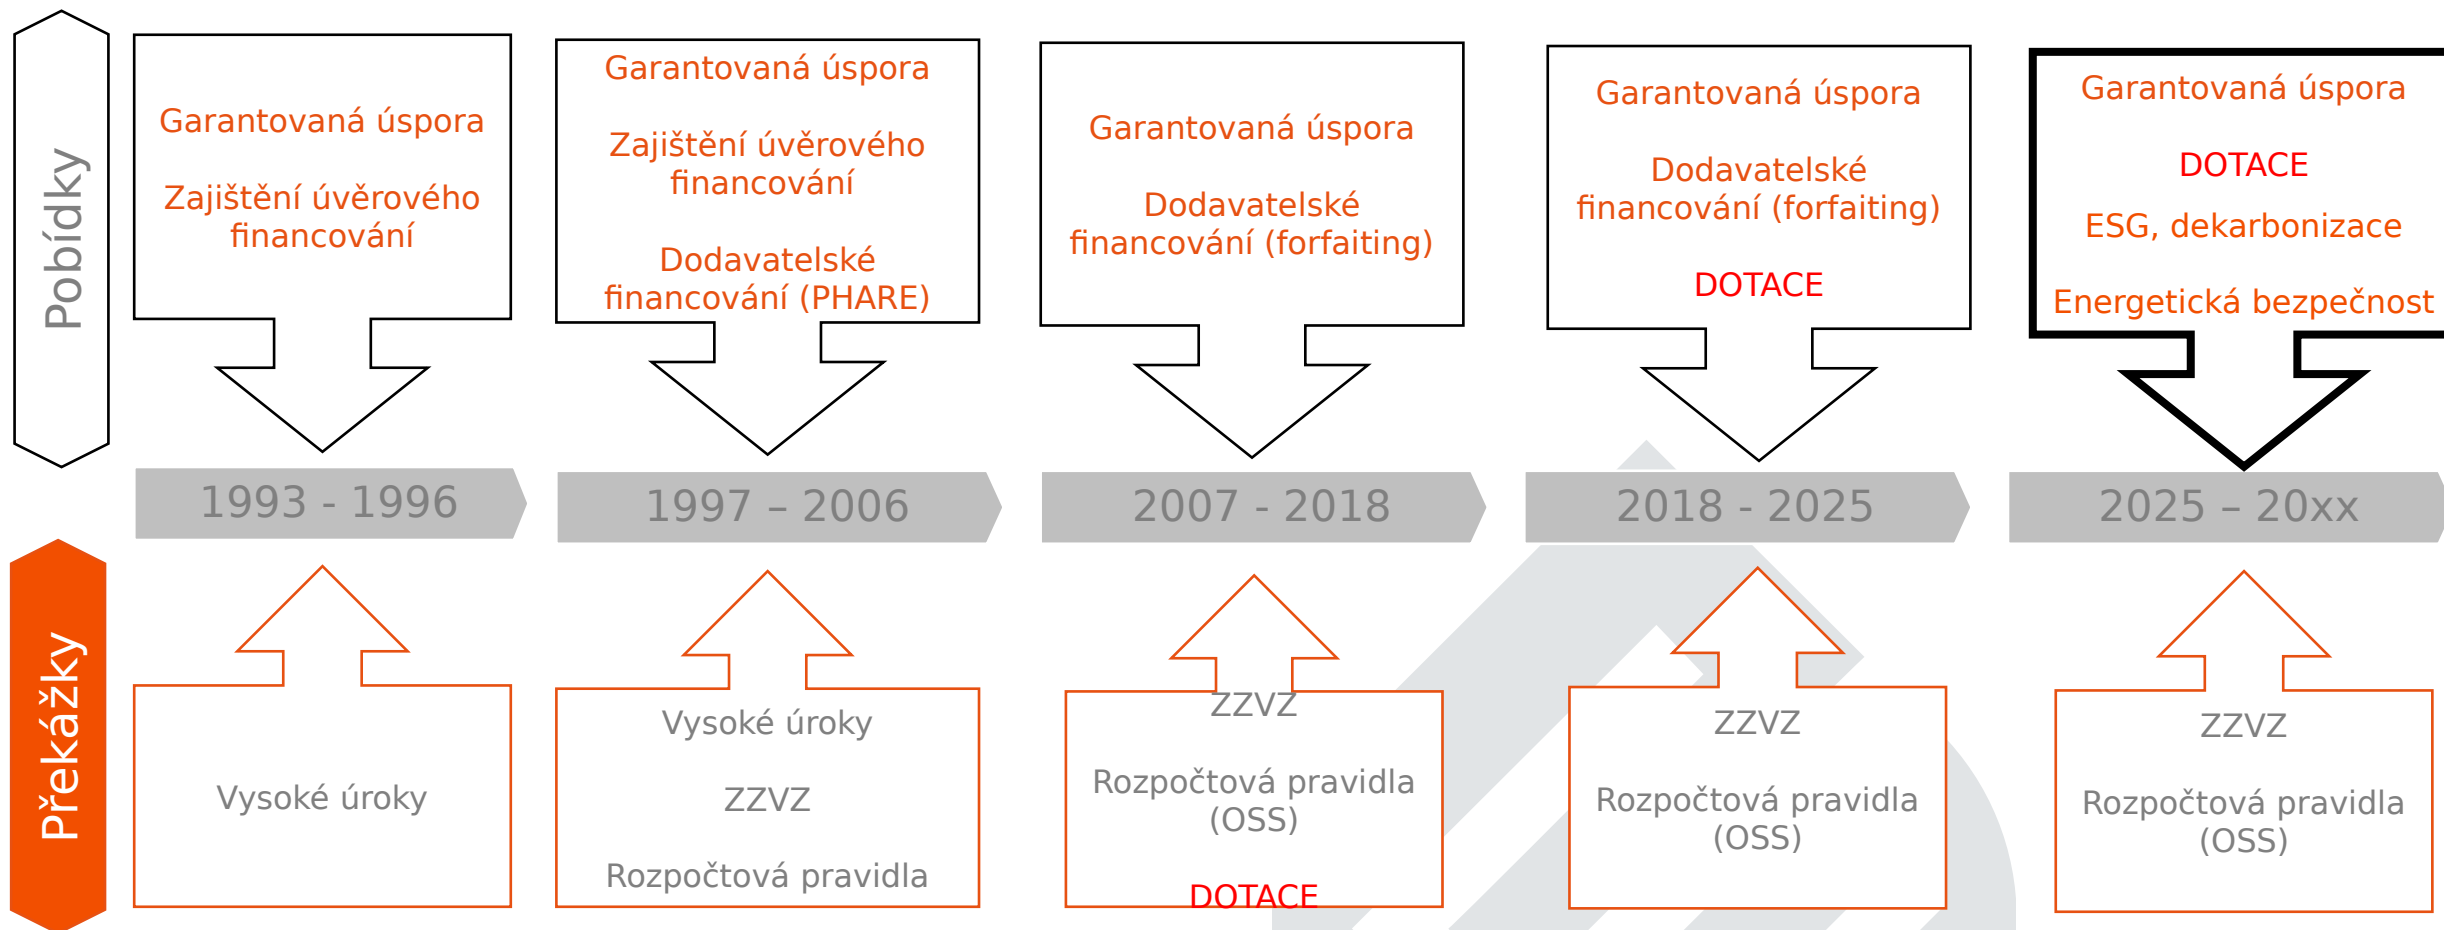 Pobídky
Garantovaná úspora
Zajištění úvěrového
financování
Garantovaná úspora
Zajištění úvěrového
financování
Dodavatelské
financování (PHARE)
Garantovaná úspora
Dodavatelské
financování (forfaiting)
Garantovaná úspora
Dodavatelské
financování (forfaiting)
DOTACE
Garantovaná úspora
DOTACE
ESG, dekarbonizace
Energetická bezpečnost
1993 - 1996
1997 – 2006
2007 - 2018
2018 - 2025
2025 – 20xx
Překážky
Vysoké úroky
Vysoké úroky
ZZVZ
Rozpočtová pravidla
ZZVZ
Rozpočtová pravidla
(OSS)
DOTACE
ZZVZ
Rozpočtová pravidla
(OSS)
ZZVZ
Rozpočtová pravidla
(OSS)